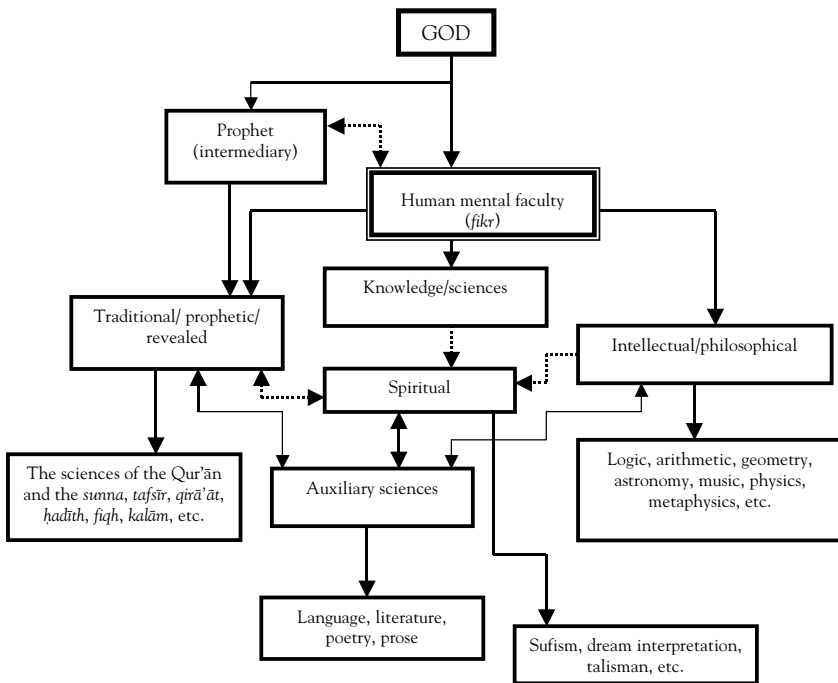 GOD
Prophet
(intermediary)
Human mental faculty
(fikr)
Knowledge/sciences
Traditional/ prophetic/
revealed
Intellectual/philosophical
Spiritual
The sciences of the Qur’ān
and the sunna, tafsīr, qirā’āt,
ḥadīth, fiqh, kalām, etc.
Auxiliary sciences
Logic, arithmetic, geometry,
astronomy, music, physics,
metaphysics, etc.
Language, literature,
poetry, prose
Sufism, dream interpretation,
talisman, etc.